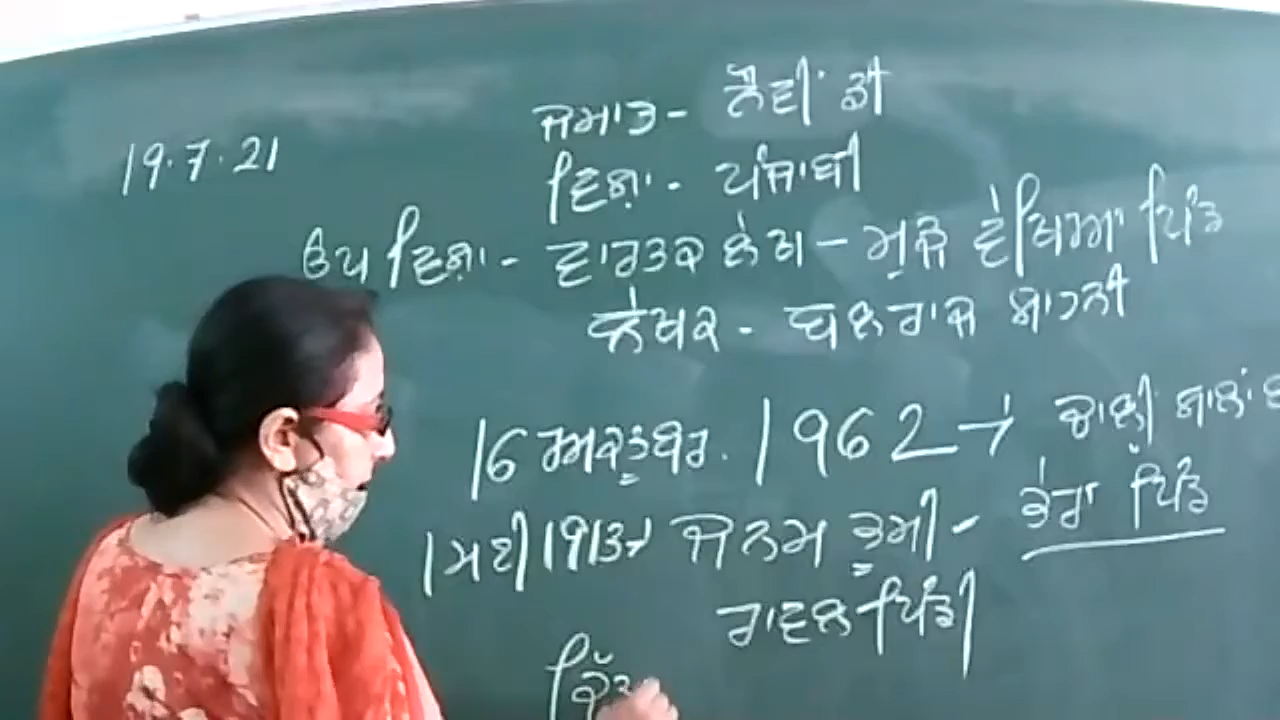 19.7.21
ਜਮਾਤ - ਨੌਵੀਂ ਡੀ
ਵਿਸ਼ਾ - ਪੰਜਾਬੀ
ਉਪ ਵਿਸ਼ਾ - ਵਾਰਤਕ ਲੇਖ - ਮੁੜ ਵੇਖਿਆ ਪਿੰਡ
ਲੇਖਕ - ਬਲਰਾਜ ਸਾਹਨੀ
16 ਅਕਤੂਬਰ. 1962 → ਸਾਲਾਂ
1 ਮਈ 1913 → ਜਨਮ ਭੂਮੀ - ਭੇਰਾ ਪਿੰਡ
ਰਾਵਲਪਿੰਡੀ